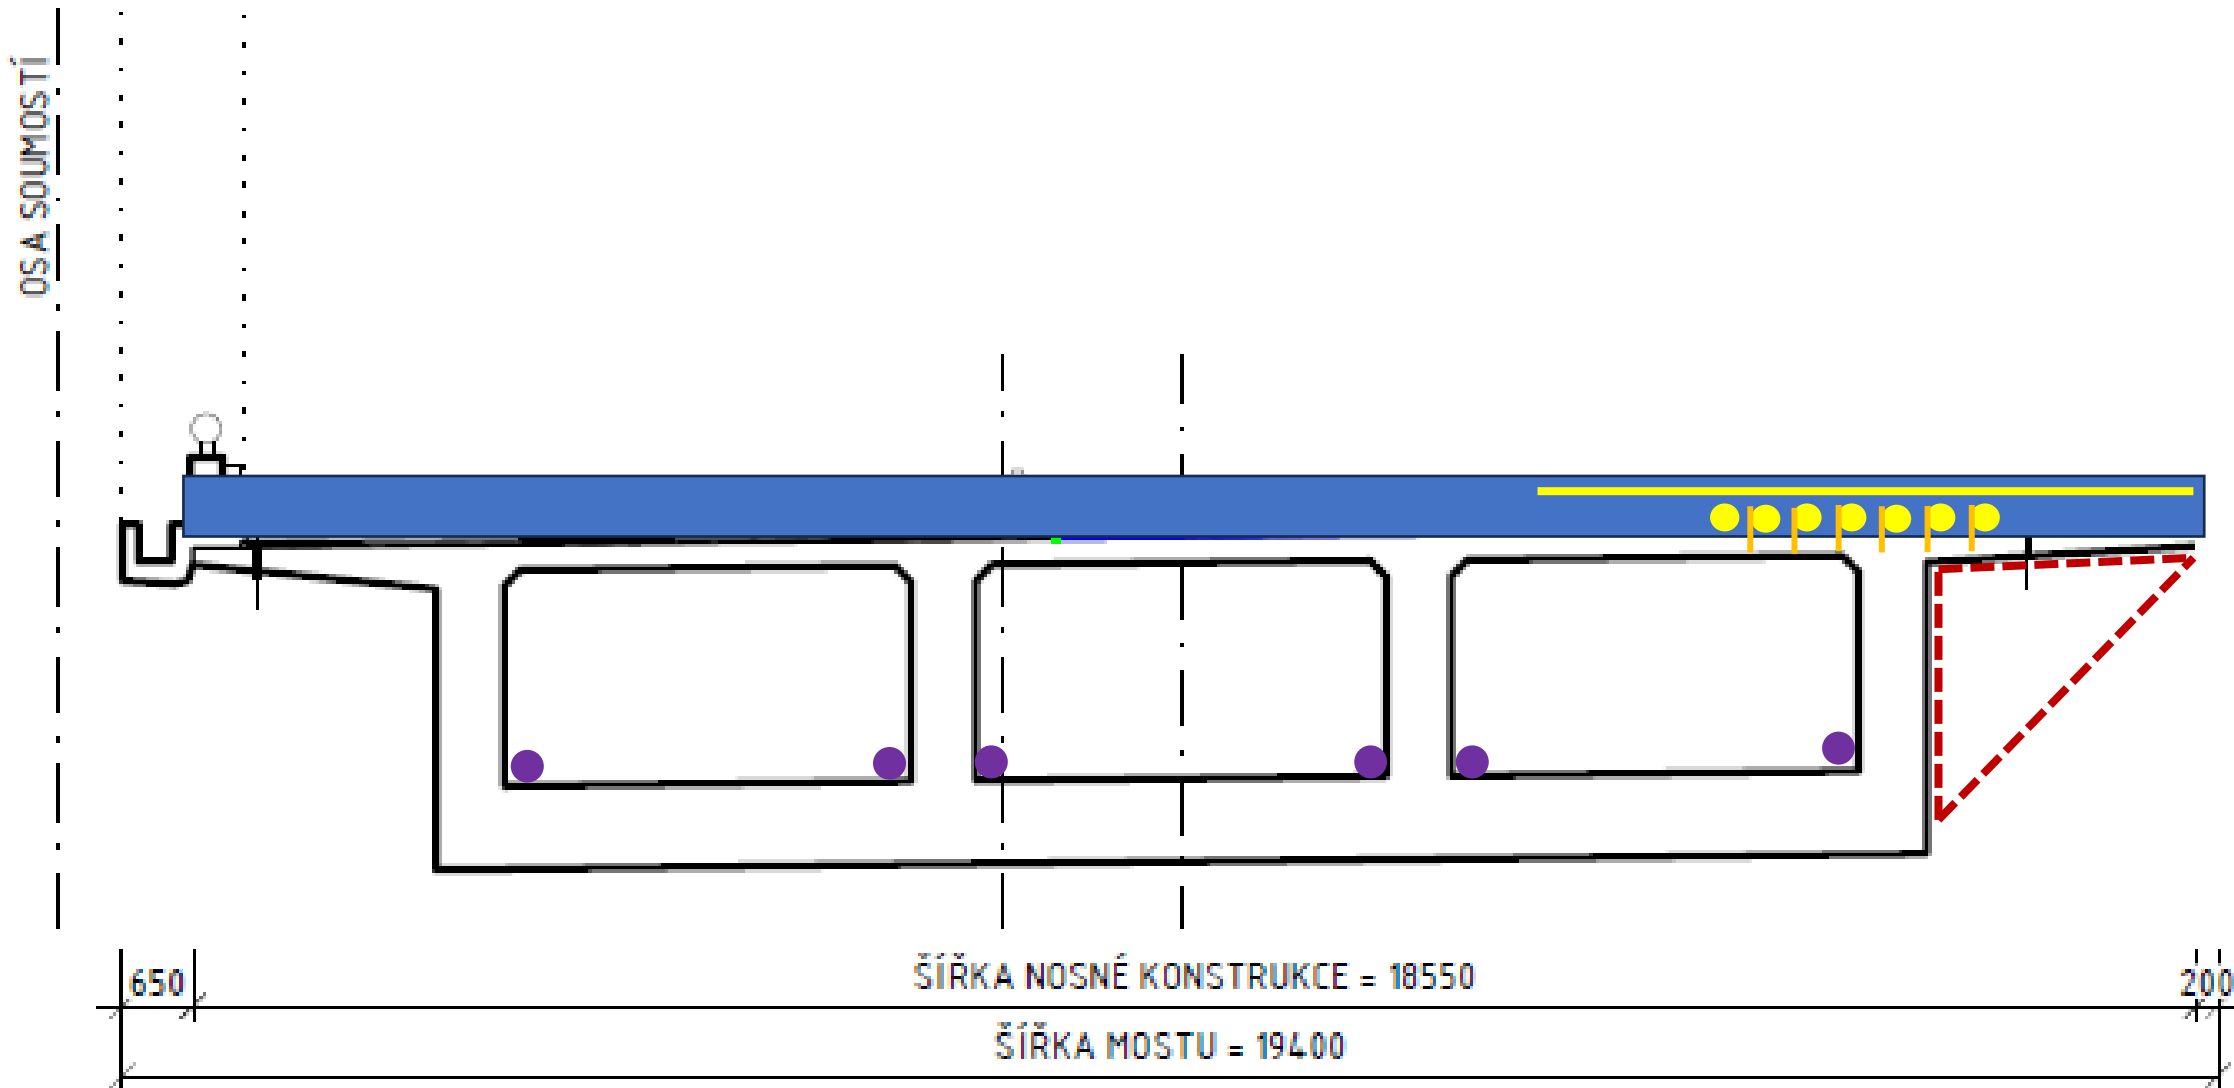 OSA SOUMOSTÍ
650
ŠÍŘKA NOSNÉ KONSTRUKCE = 18550
200
ŠÍŘKA MOSTU = 19400